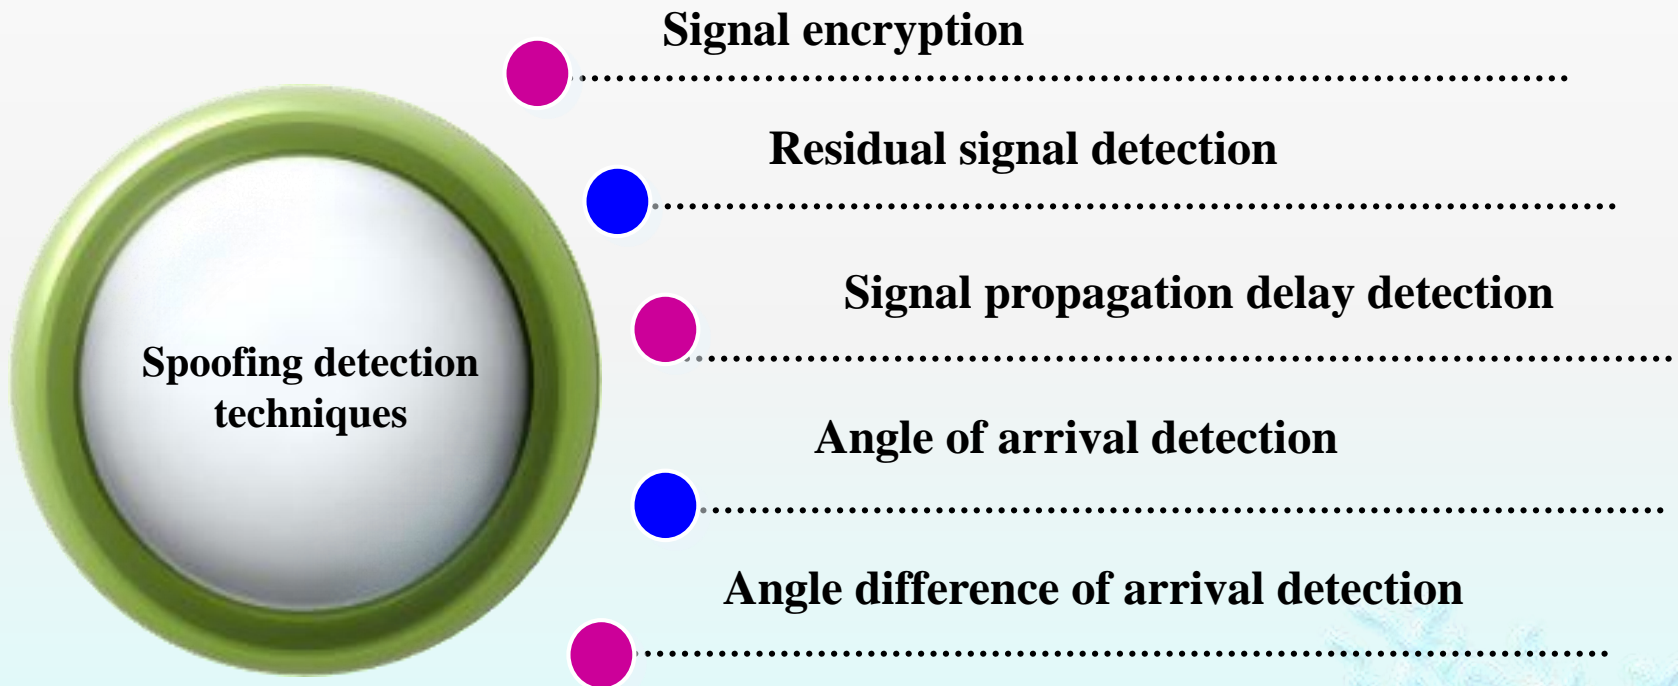 Signal encryption
Residual signal detection
Signal propagation delay detection
Spoofing detection
techniques
Angle of arrival detection
Angle difference of arrival detection